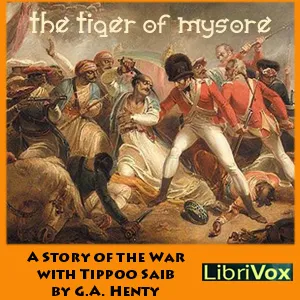 the tiger of mysore
A Story of the War
with Tippoo Saib
by G.A. Henty
LibriVox